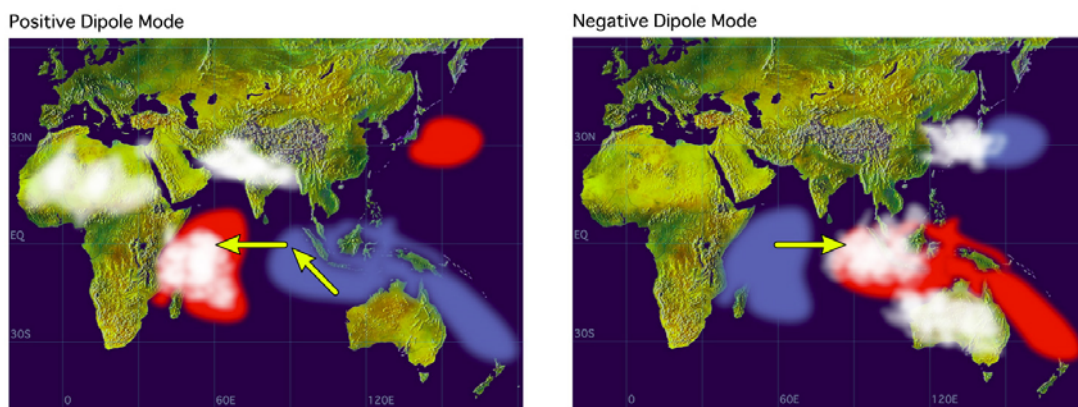 Positive Dipole Mode
30N
EQ
30S
0
60E
120E
Negative Dipole Mode
30N
EQ
30S
0
60E
120E